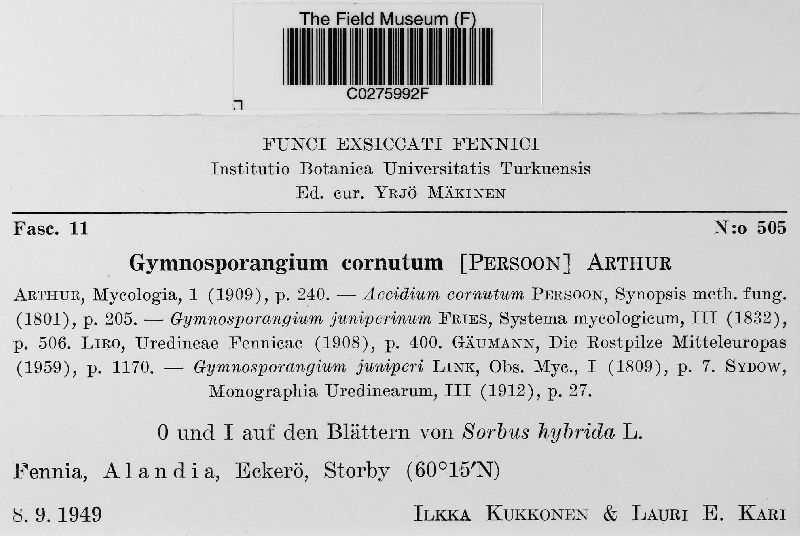 The Field Museum (F)
C0275992F
FUNGI EXSICCATI FENNICI
Institutio Botanica Universitatis Turkuensis
Ed. cur. YRJÖ MÄKINEN
Fasc. 11 N:o 505
Gymnosporangium cornutum [PERSOON] ARTHUR
ARTHUR, Mycologia, 1 (1909), p. 240. — Aecidium cornutum PERSOON, Synopsis meth. fung.
(1801), p. 205. — Gymnosporangium juniperinum FRIES, Systema mycologicum, III (1832),
p. 506. LIRO, Uredineae Fennicae (1908), p. 400. GÄUMANN, Die Rostpilze Mitteleuropas
(1959), p. 1170. — Gymnosporangium juniperi LINK, Obs. Myc., I (1809), p. 7. SYDOW,
Monographia Uredinearum, III (1912), p. 27.
0 und I auf den Blättern von Sorbus hybrida L.
Fennia, Alandia, Eckerö, Storby (60°15′N)
8. 9. 1949 ILKKA KUKKONEN & LAURI E. KARI